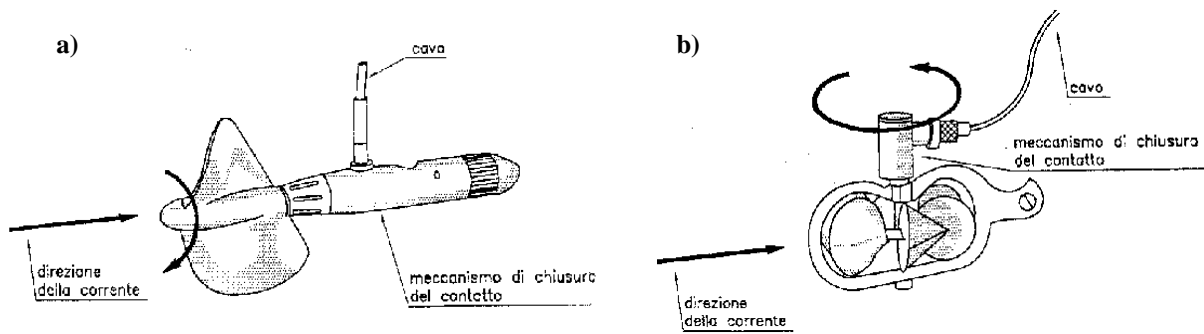 a)
cavo
direzione
della corrente
meccanismo di chiusura
del contatto
b)
cavo
meccanismo di chiusura
del contatto
direzione
della corrente